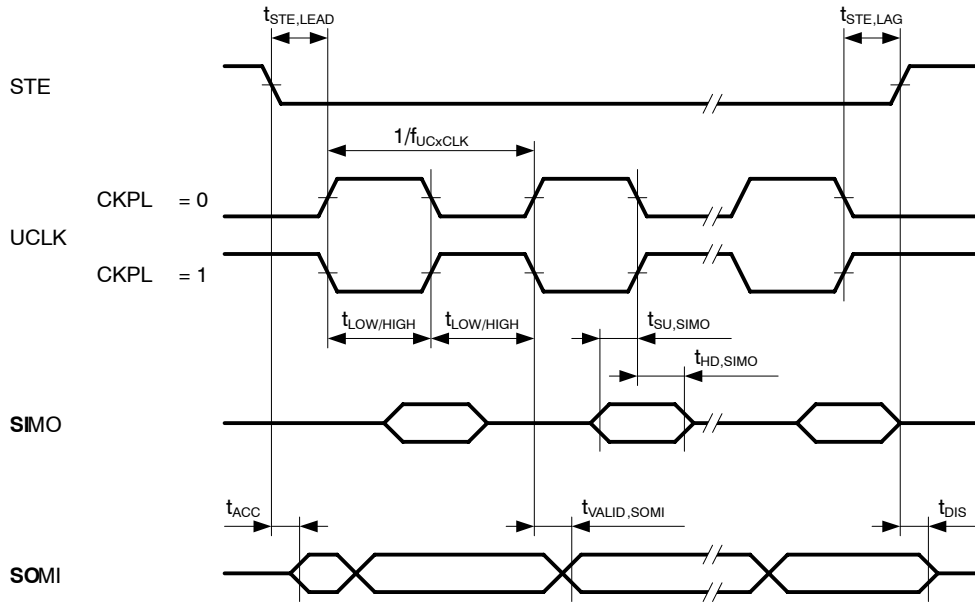 tSTE,LEAD
tSTE,LAG
STE
1/fUCxCLK
CKPL = 0
UCLK
CKPL = 1
tLOW/HIGH tLOW/HIGH
tSU,SIMO
tHD,SIMO
SIMO
tACC
tVALID,SOMI
tDIS
SOMI